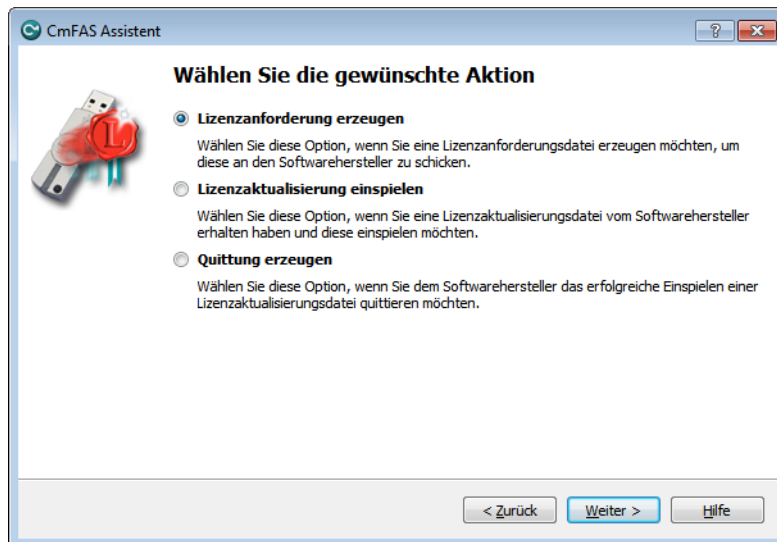 CmFAS Assistent
?
Wählen Sie die gewünschte Aktion
L
Lizenzanforderung erzeugen
Wählen Sie diese Option, wenn Sie eine Lizenzanforderungsdatei erzeugen möchten, um
diese an den Softwarehersteller zu schicken.
Lizenzaktualisierung einspielen
Wählen Sie diese Option, wenn Sie eine Lizenzaktualisierungsdatei vom Softwarehersteller
erhalten haben und diese einspielen möchten.
Quittung erzeugen
Wählen Sie diese Option, wenn Sie dem Softwarehersteller das erfolgreiche Einspielen einer
Lizenzaktualisierungsdatei quittieren möchten.
< Zurück Weiter > Hilfe